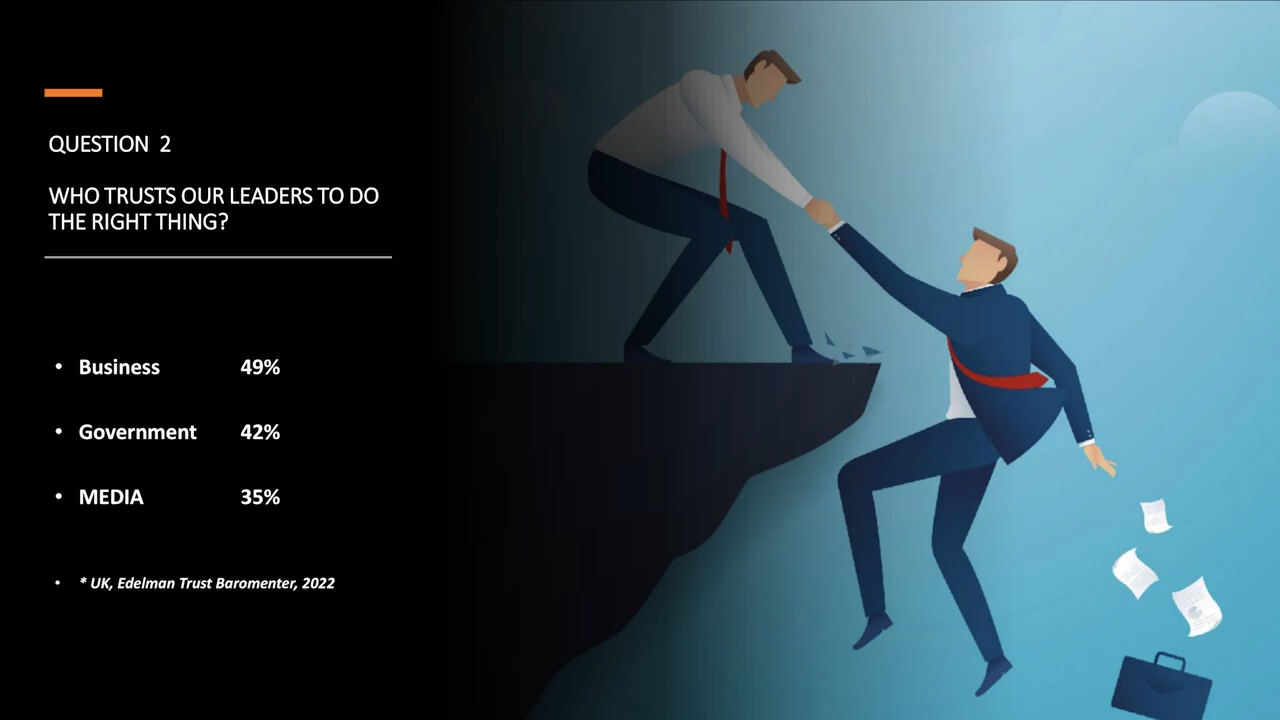 QUESTION 2
WHO TRUSTS OUR LEADERS TO DO
THE RIGHT THING?
• Business 49%
• Government 42%
• MEDIA 35%
• * UK, Edelman Trust Baromenter, 2022